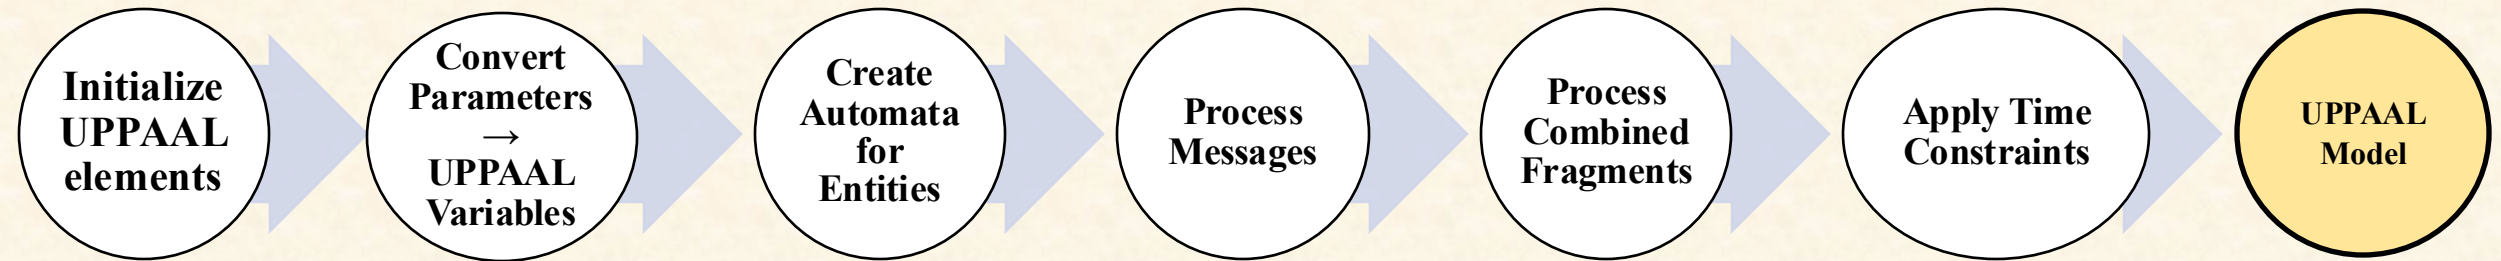 Initialize
UPPAAL
elements
Convert
Parameters
→
UPPAAL
Variables
Create
Automata
for
Entities
Process
Messages
Process
Combined
Fragments
Apply Time
Constraints
UPPAAL
Model